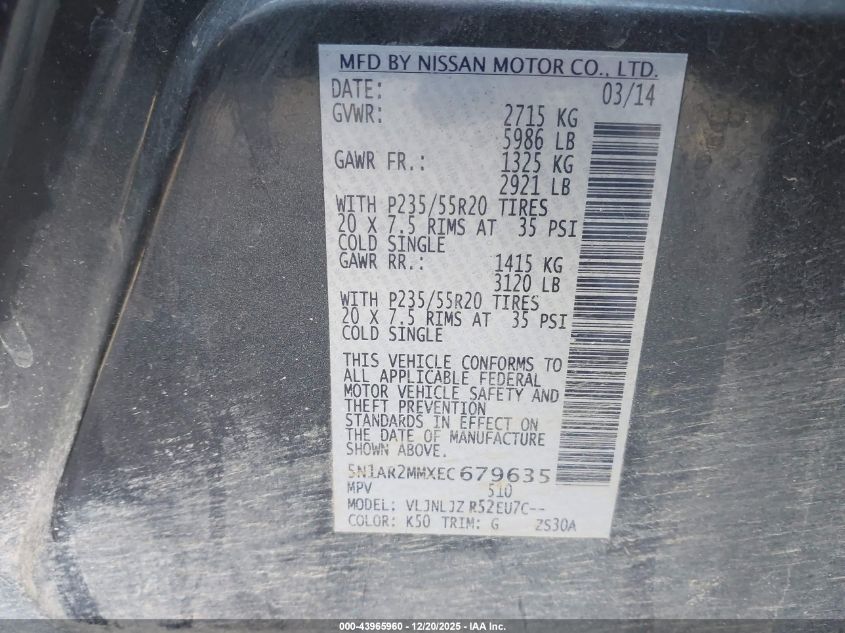 MFD BY NISSAN MOTOR CO., LTD.
DATE: 03/14
GVWR: 2715 KG
5986 LB
GAWR FR.: 1325 KG
2921 LB
WITH P235/55R20 TIRES
20 X 7.5 RIMS AT 35 PSI
COLD SINGLE
GAWR RR.: 1415 KG
3120 LB
WITH P235/55R20 TIRES
20 X 7.5 RIMS AT 35 PSI
COLD SINGLE
THIS VEHICLE CONFORMS TO
ALL APPLICABLE FEDERAL
MOTOR VEHICLE SAFETY AND
THEFT PREVENTION
STANDARDS IN EFFECT ON
THE DATE OF MANUFACTURE
SHOWN ABOVE.
5N1AR2MMXEC679635
MPV 510
MODEL: VLJNLJZ R52EU7C--
COLOR: K50 TRIM: G ZS30A
000-43965960 - 12/20/2025 - IAA Inc.